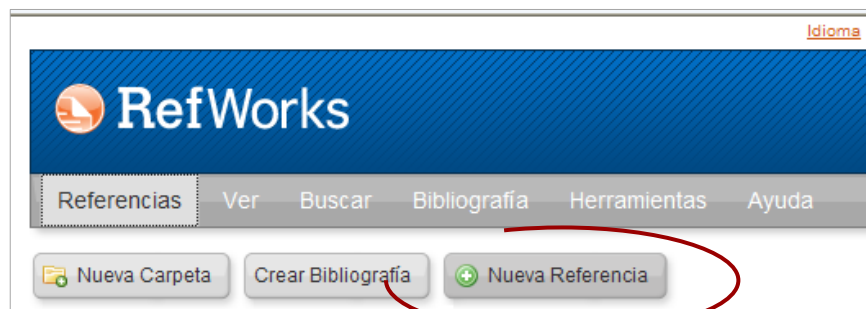 Idioma
RefWorks
Referencias Ver Buscar Bibliografía Herramientas Ayuda
Nueva Carpeta Crear Bibliografía Nueva Referencia